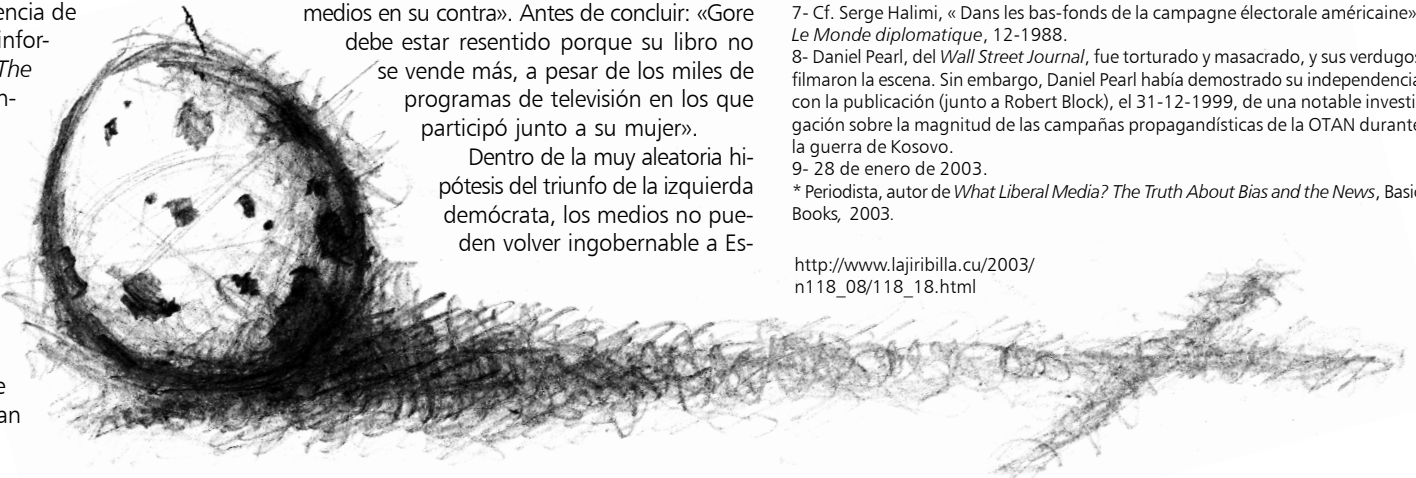 encia de
infor-
The
n-
e
an
medios en su contra». Antes de concluir: «Gore
debe estar resentido porque su libro no
se vende más, a pesar de los miles de
programas de televisión en los que
participó junto a su mujer».
Dentro de la muy aleatoria hi-
pótesis del triunfo de la izquierda
demócrata, los medios no pue-
den volver ingobernable a Es-
7- Cf. Serge Halimi, « Dans les bas-fonds de la campagne électorale américaine»
Le Monde diplomatique, 12-1988.
8- Daniel Pearl, del Wall Street Journal, fue torturado y masacrado, y sus verdugos
filmaron la escena. Sin embargo, Daniel Pearl había demostrado su independencia
con la publicación (junto a Robert Block), el 31-12-1999, de una notable investi-
gación sobre la magnitud de las campañas propagandísticas de la OTAN durante
la guerra de Kosovo.
9- 28 de enero de 2003.
* Periodista, autor de What Liberal Media? The Truth About Bias and the News, Basic
Books, 2003.
http://www.lajiribilla.cu/2003/
n118_08/118_18.html